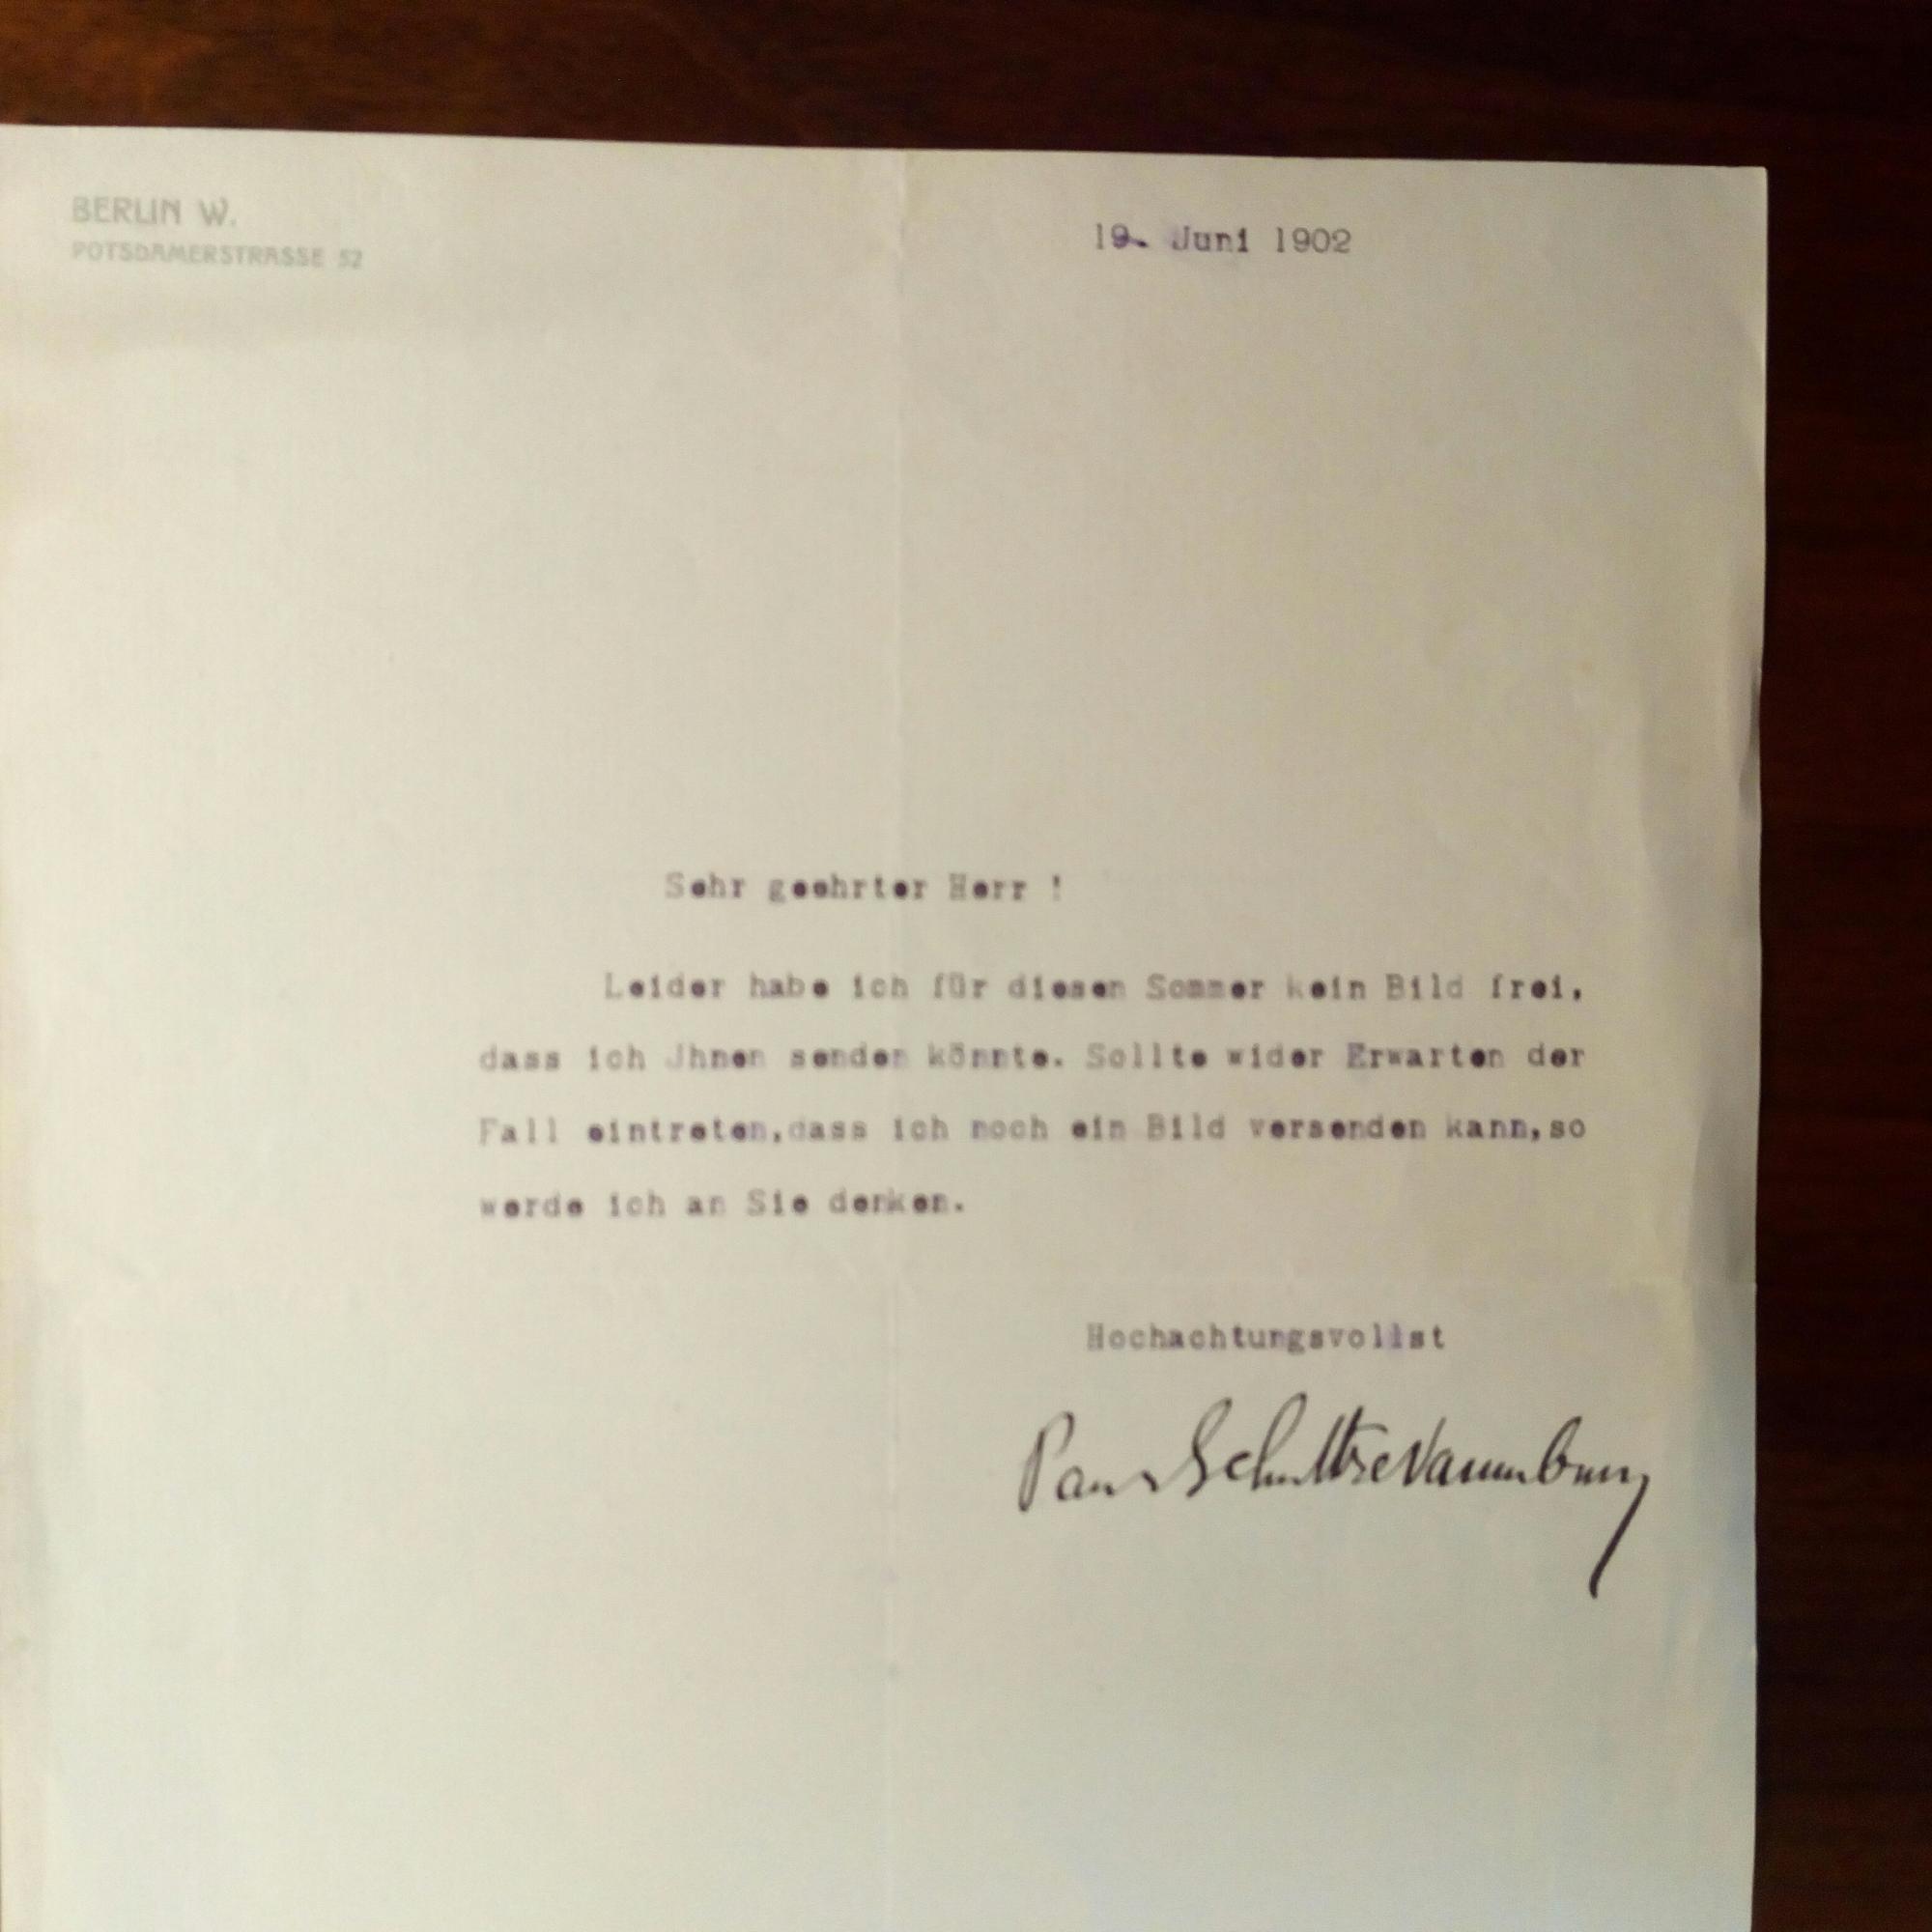 BERLIN W.
POTSDAMERSTRASSE 52
19. Juni 1902
Sehr geehrter Herr !
Leider habe ich für diesen Sommer kein Bild frei,
dass ich Jhnen senden könnte. Sollte wider Erwarten der
Fall eintreten,dass ich noch ein Bild versenden kann,so
werde ich an Sie denken.
Hochachtungsvollst
Paul Schultze Naumburg